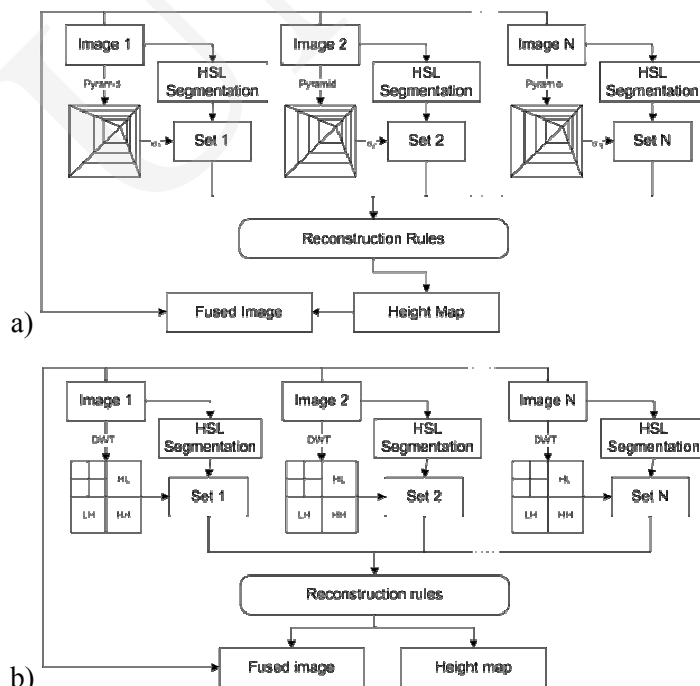 Image 1 Image 2 Image N
HSL Segmentation HSL Segmentation HSL Segmentation
Pyramid Pyramid
Set 1 Set 2 Set N
Reconstruction Rules
a) Fused Image Height Map
Image 1 Image 2 Image N
DWT HSL Segmentation DWT HSL Segmentation DWT HSL Segmentation
HL HL HL
Set 1 Set 2 Set N
LH HH LH HH LH HH
Reconstruction rules
b) Fused image Height map